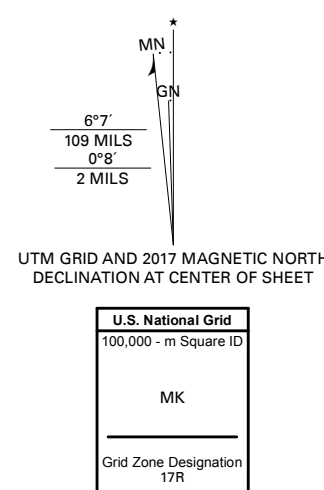 ★
MN
GN
6°7´
109 MILS
0°8´
2 MILS
UTM GRID AND 2017 MAGNETIC NORTH
DECLINATION AT CENTER OF SHEET
U.S. National Grid
100,000 - m Square ID
MK
Grid Zone Designation
17R